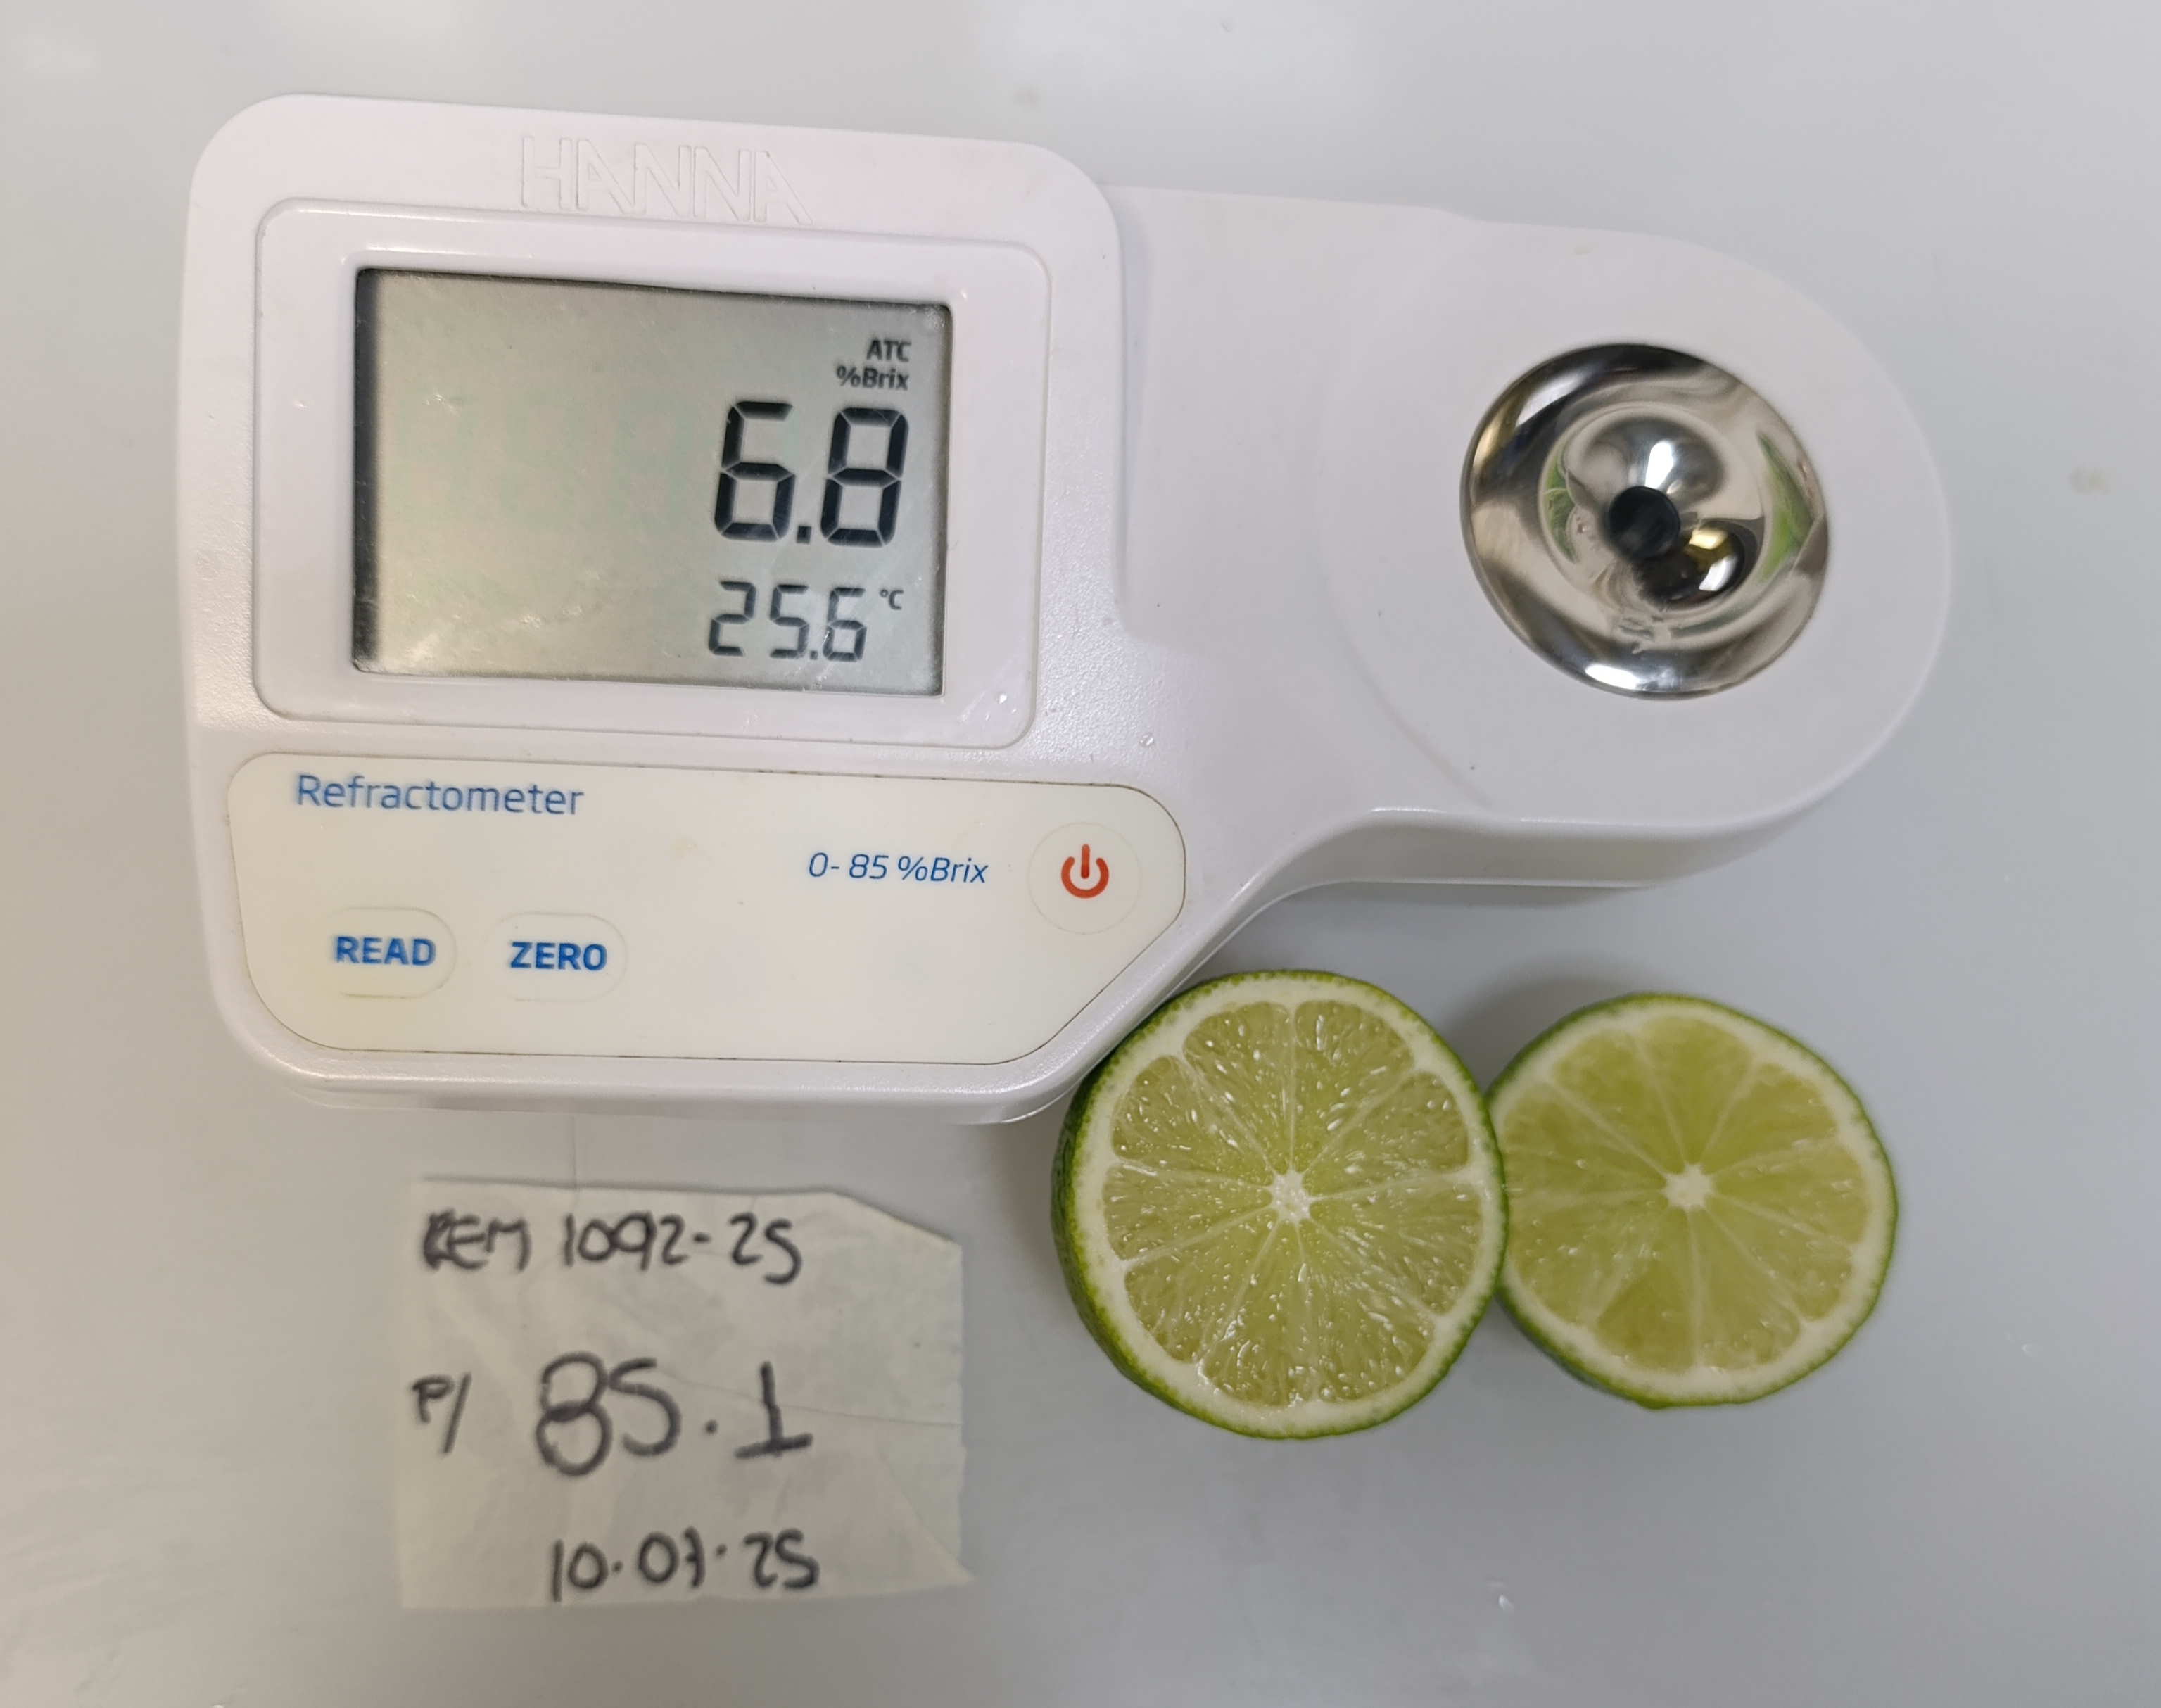 HANNA
ATC
%Brix
6.8
25.6 °C
Refractometer
0-85 %Brix
READ ZERO
REM 1092-25
P/ 85.1
10.07.25